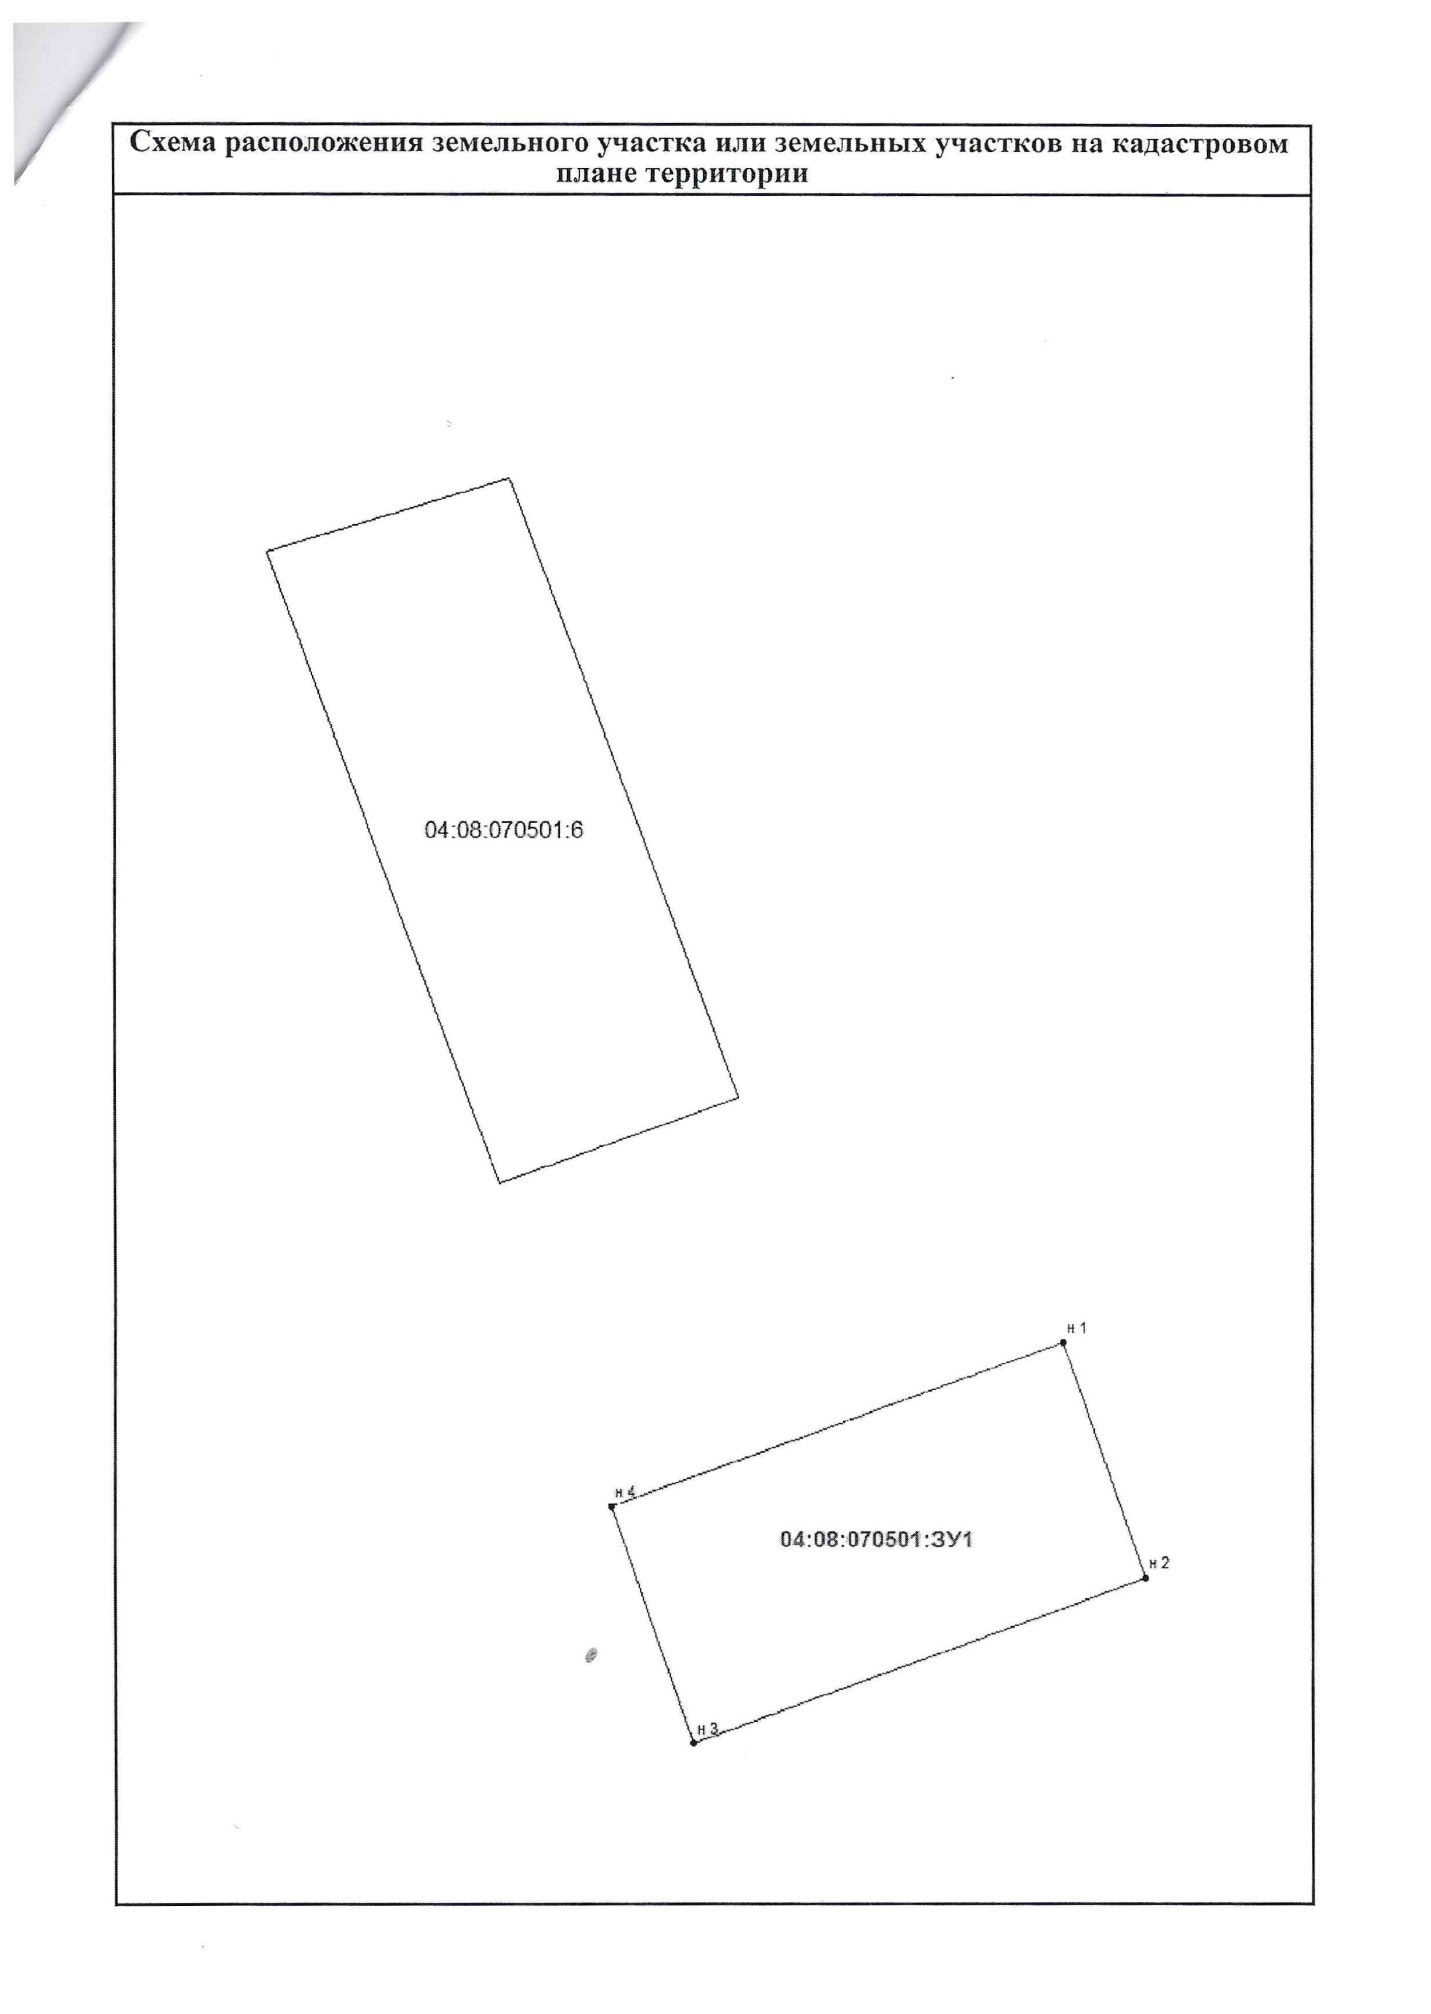 Схема расположения земельного участка или земельных участков на кадастровом
плане территории
04:08:070501:6
н 1
н 4
04:08:070501:ЗУ1
н 2
н 3